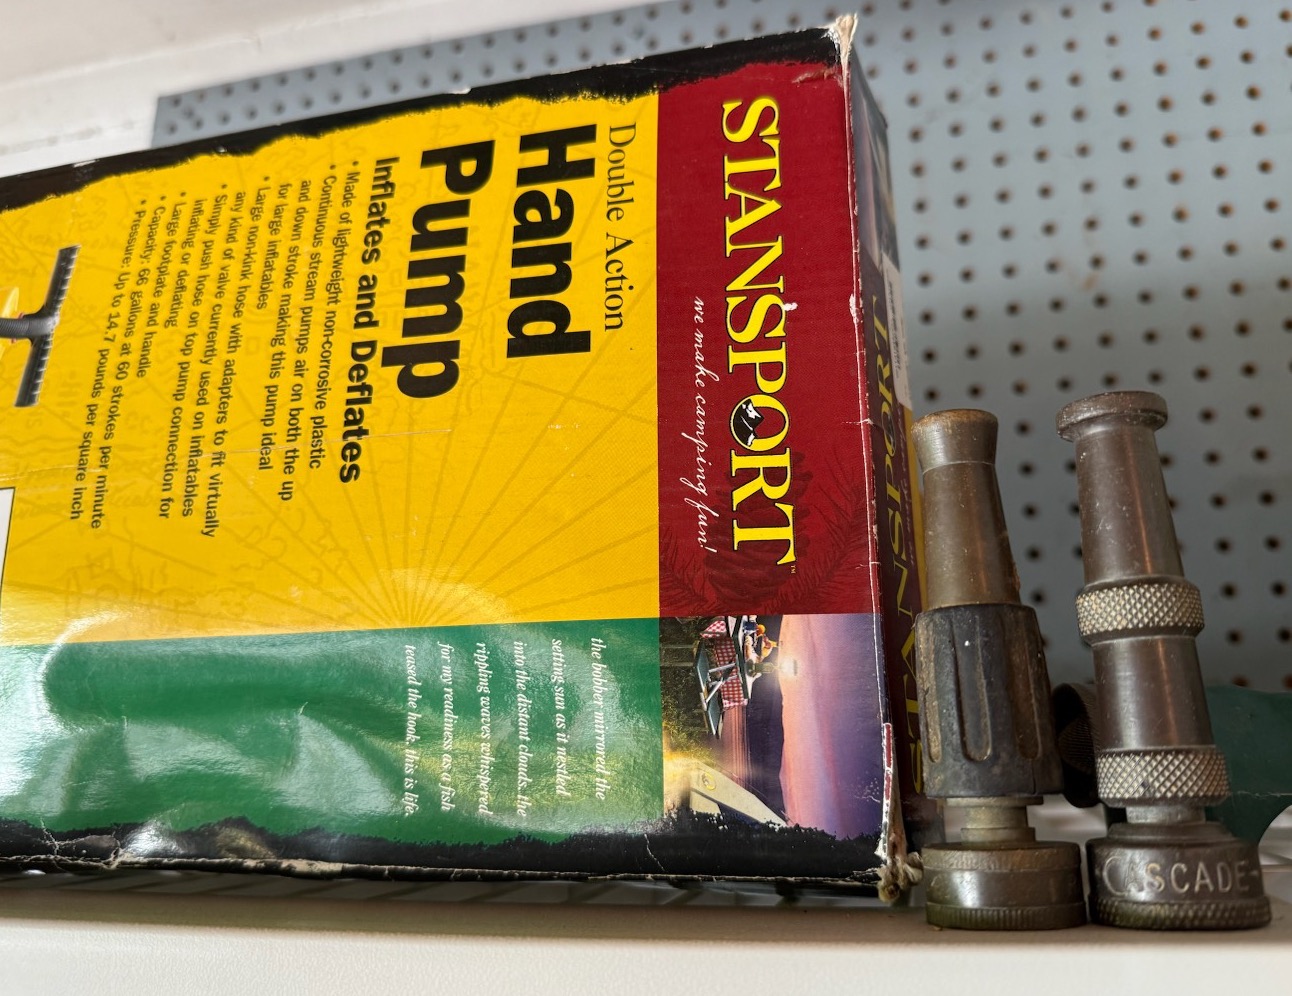 STANSPORT™
we make camping fun!
Double Action
Hand
Pump
Inflates and Deflates
• Made of lightweight non-corrosive plastic
• Continuous stream pumps air on both the up
and down stroke making this pump ideal
for large inflatables
• Large non-kink hose with adapters to fit virtually
any kind of valve currently used on inflatables
• Simply push hose on top pump connection for
inflating or deflating
• Large footplate and handle
• Capacity: 66 gallons at 60 strokes per minute
• Pressure: Up to 14.7 pounds per square inch
the bobber mirrored the
setting sun as it nestled
into the distant clouds. the
rippling waves whispered
for my readiness as a fish
teased the hook. this is life.
STANSPORT
CASCADE